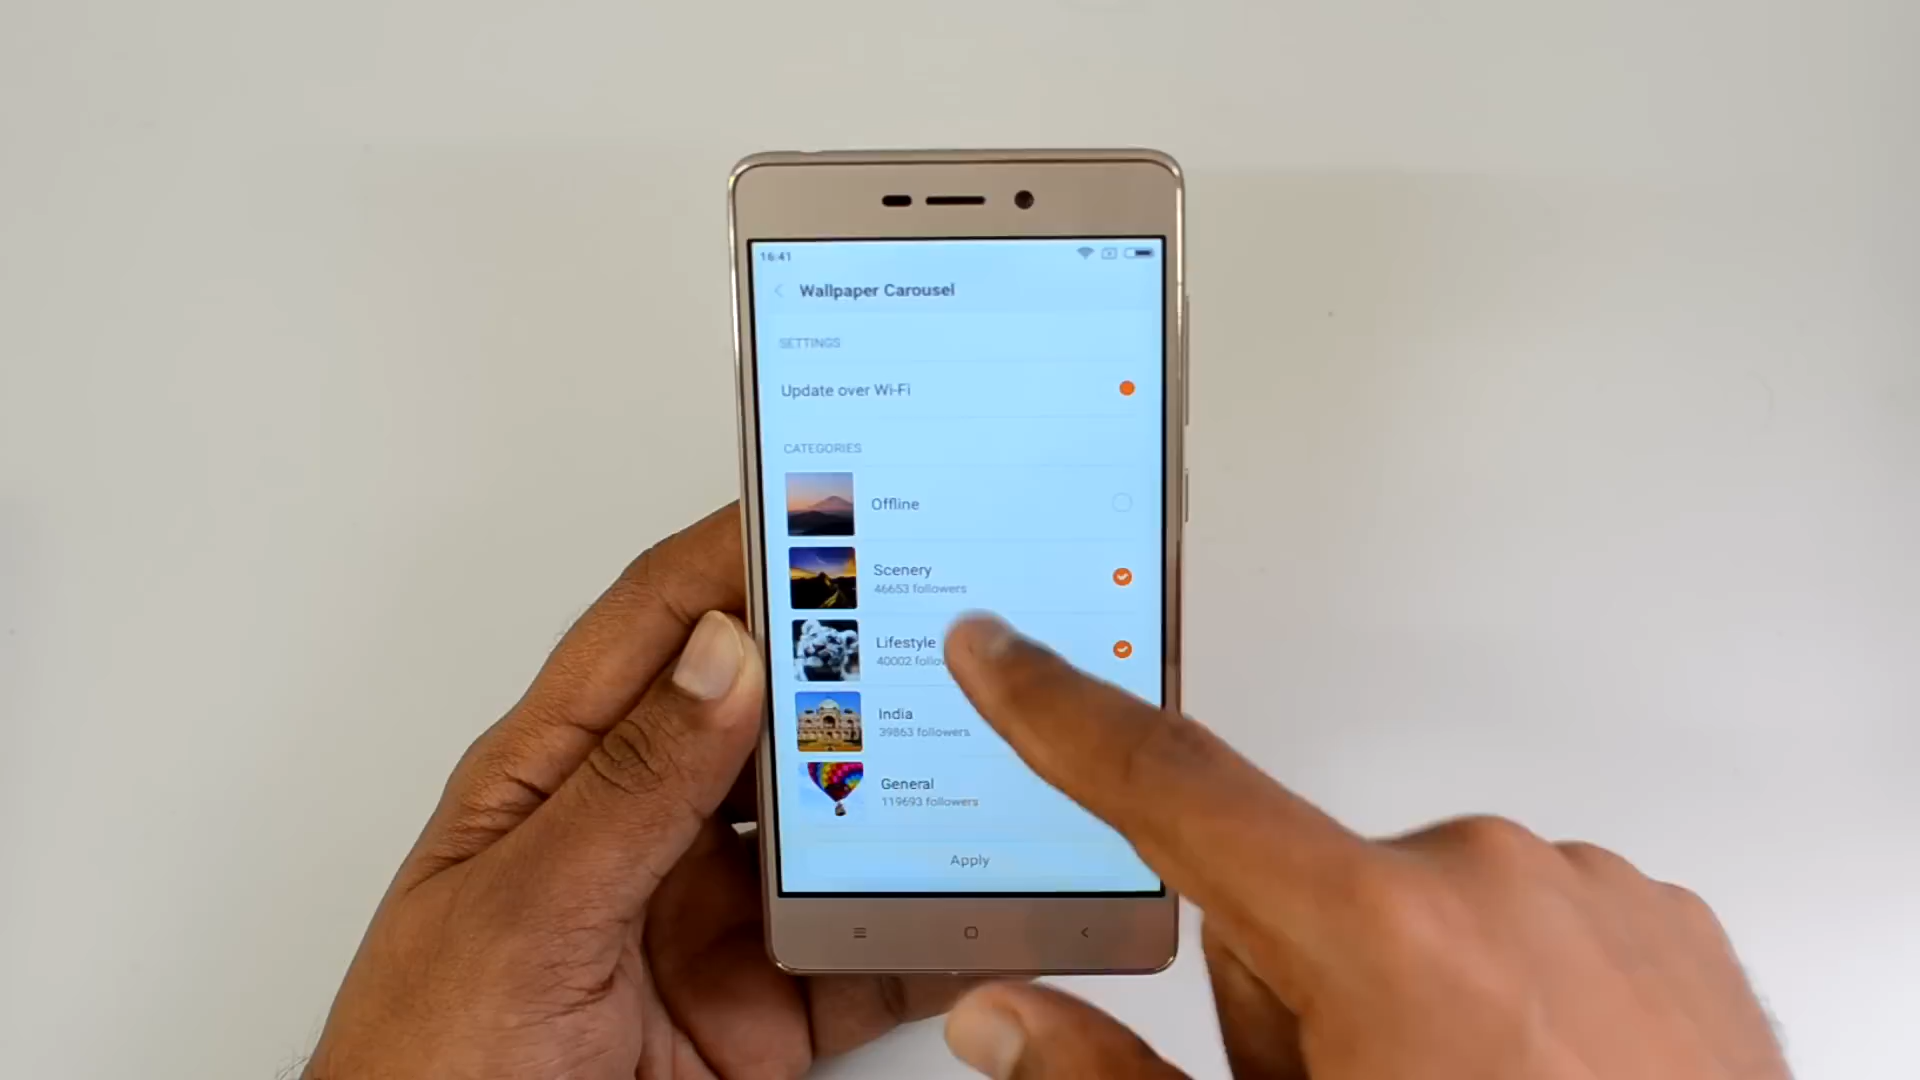 16:41
Wallpaper Carousel
SETTINGS
Update over Wi-Fi
CATEGORIES
Offline
Scenery
46653 followers
Lifestyle
40002
India
39863 followers
General
119693 followers
Apply